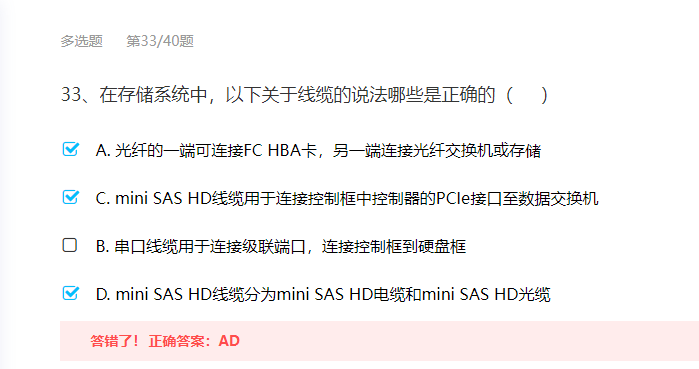 多选题 第33/40题
33、在存储系统中，以下关于线缆的说法哪些是正确的（ ）
A. 光纤的一端可连接FC HBA卡，另一端连接光纤交换机或存储
C. mini SAS HD线缆用于连接控制框中控制器的PCIe接口至数据交换机
B. 串口线缆用于连接级联端口，连接控制框到硬盘框
D. mini SAS HD线缆分为mini SAS HD电缆和mini SAS HD光缆
答错了！正确答案：AD